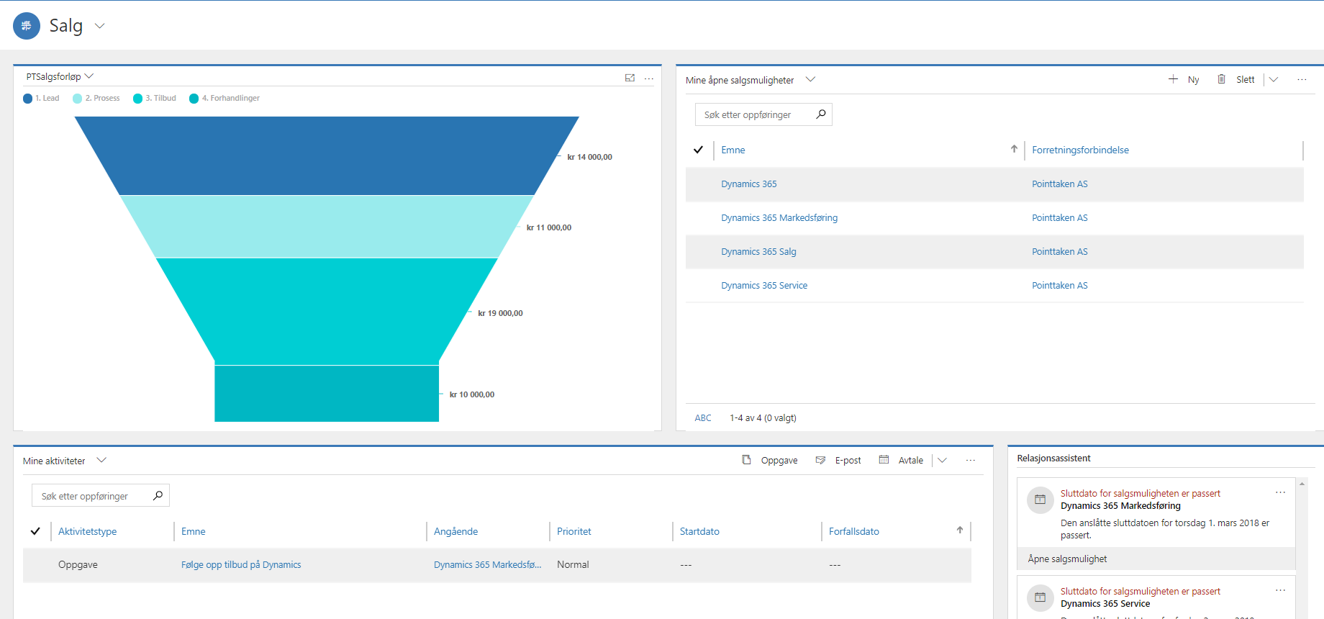 Salg
PTSalgsforløp
...
1. Lead 2. Prosess 3. Tilbud 4. Forhandlinger
kr 14 000,00
kr 11 000,00
kr 19 000,00
kr 10 000,00
Mine åpne salgsmuligheter
Ny Slett ...
Søk etter oppføringer
Emne Forretningsforbindelse
Dynamics 365 Pointtaken AS
Dynamics 365 Markedsføring Pointtaken AS
Dynamics 365 Salg Pointtaken AS
Dynamics 365 Service Pointtaken AS
ABC 1-4 av 4 (0 valgt)
Mine aktiviteter Oppgave E-post Avtale ...
Søk etter oppføringer
Aktivitetstype Emne Angående Prioritet Startdato Forfallsdato
Oppgave Følge opp tilbud på Dynamics Dynamics 365 Markedsfø... Normal --- ---
Relasjonsassistent
Sluttdato for salgsmuligheten er passert ...
Dynamics 365 Markedsføring
Den anslåtte sluttdatoen for torsdag 1. mars 2018 er
passert.
Åpne salgsmulighet
Sluttdato for salgsmuligheten er passert ...
Dynamics 365 Service